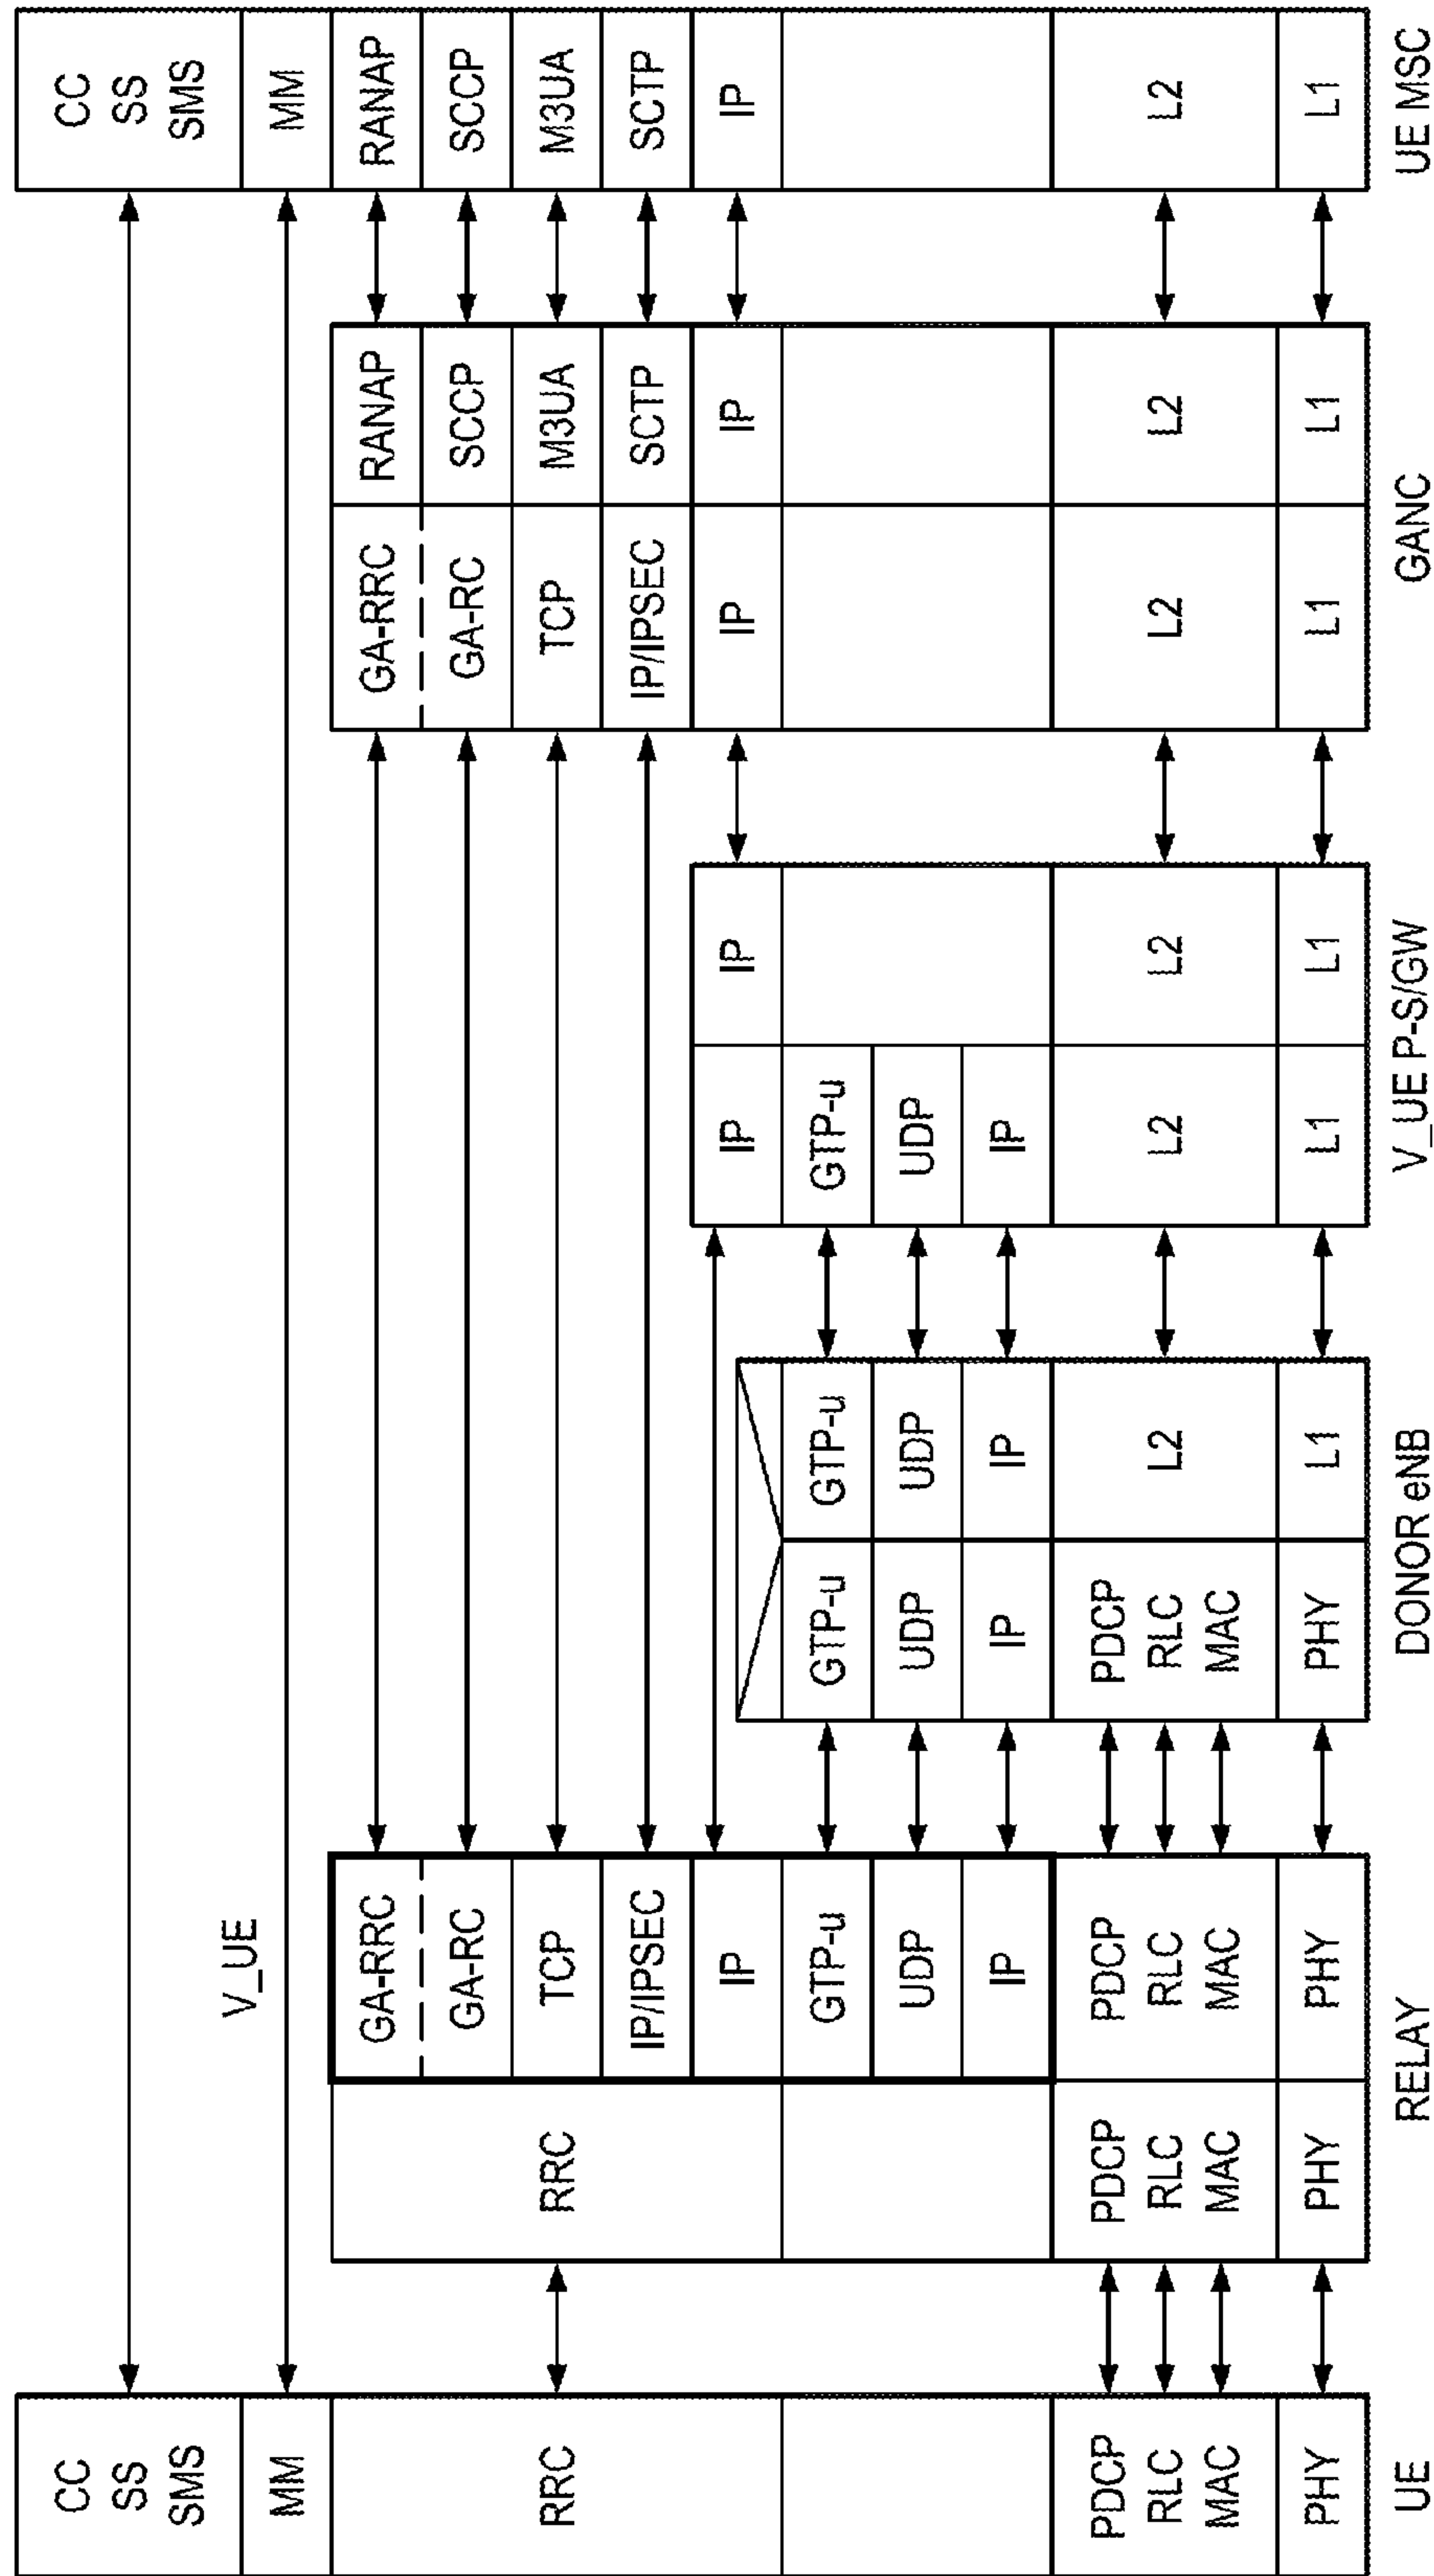 CC
SS
SMS
MM
RRC
PDCP
RLC
MAC
PHY
UE
V_UE
RRC
PDCP
RLC
MAC
PHY
GA-RRC
GA-RC
TCP
IP/IPSEC
IP
GTP-u
UDP
IP
PDCP
RLC
MAC
PHY
RELAY
GTP-u
UDP
IP
PDCP
RLC
MAC
PHY
GTP-u
UDP
IP
L2
L1
DONOR eNB
IP
GTP-u
UDP
IP
L2
L1
IP
L2
L1
V_UE P-S/GW
GA-RRC
GA-RC
TCP
IP/IPSEC
IP
L2
L1
RANAP
SCCP
M3UA
SCTP
IP
L2
L1
GANC
CC
SS
SMS
MM
RANAP
SCCP
M3UA
SCTP
IP
L2
L1
UE MSC